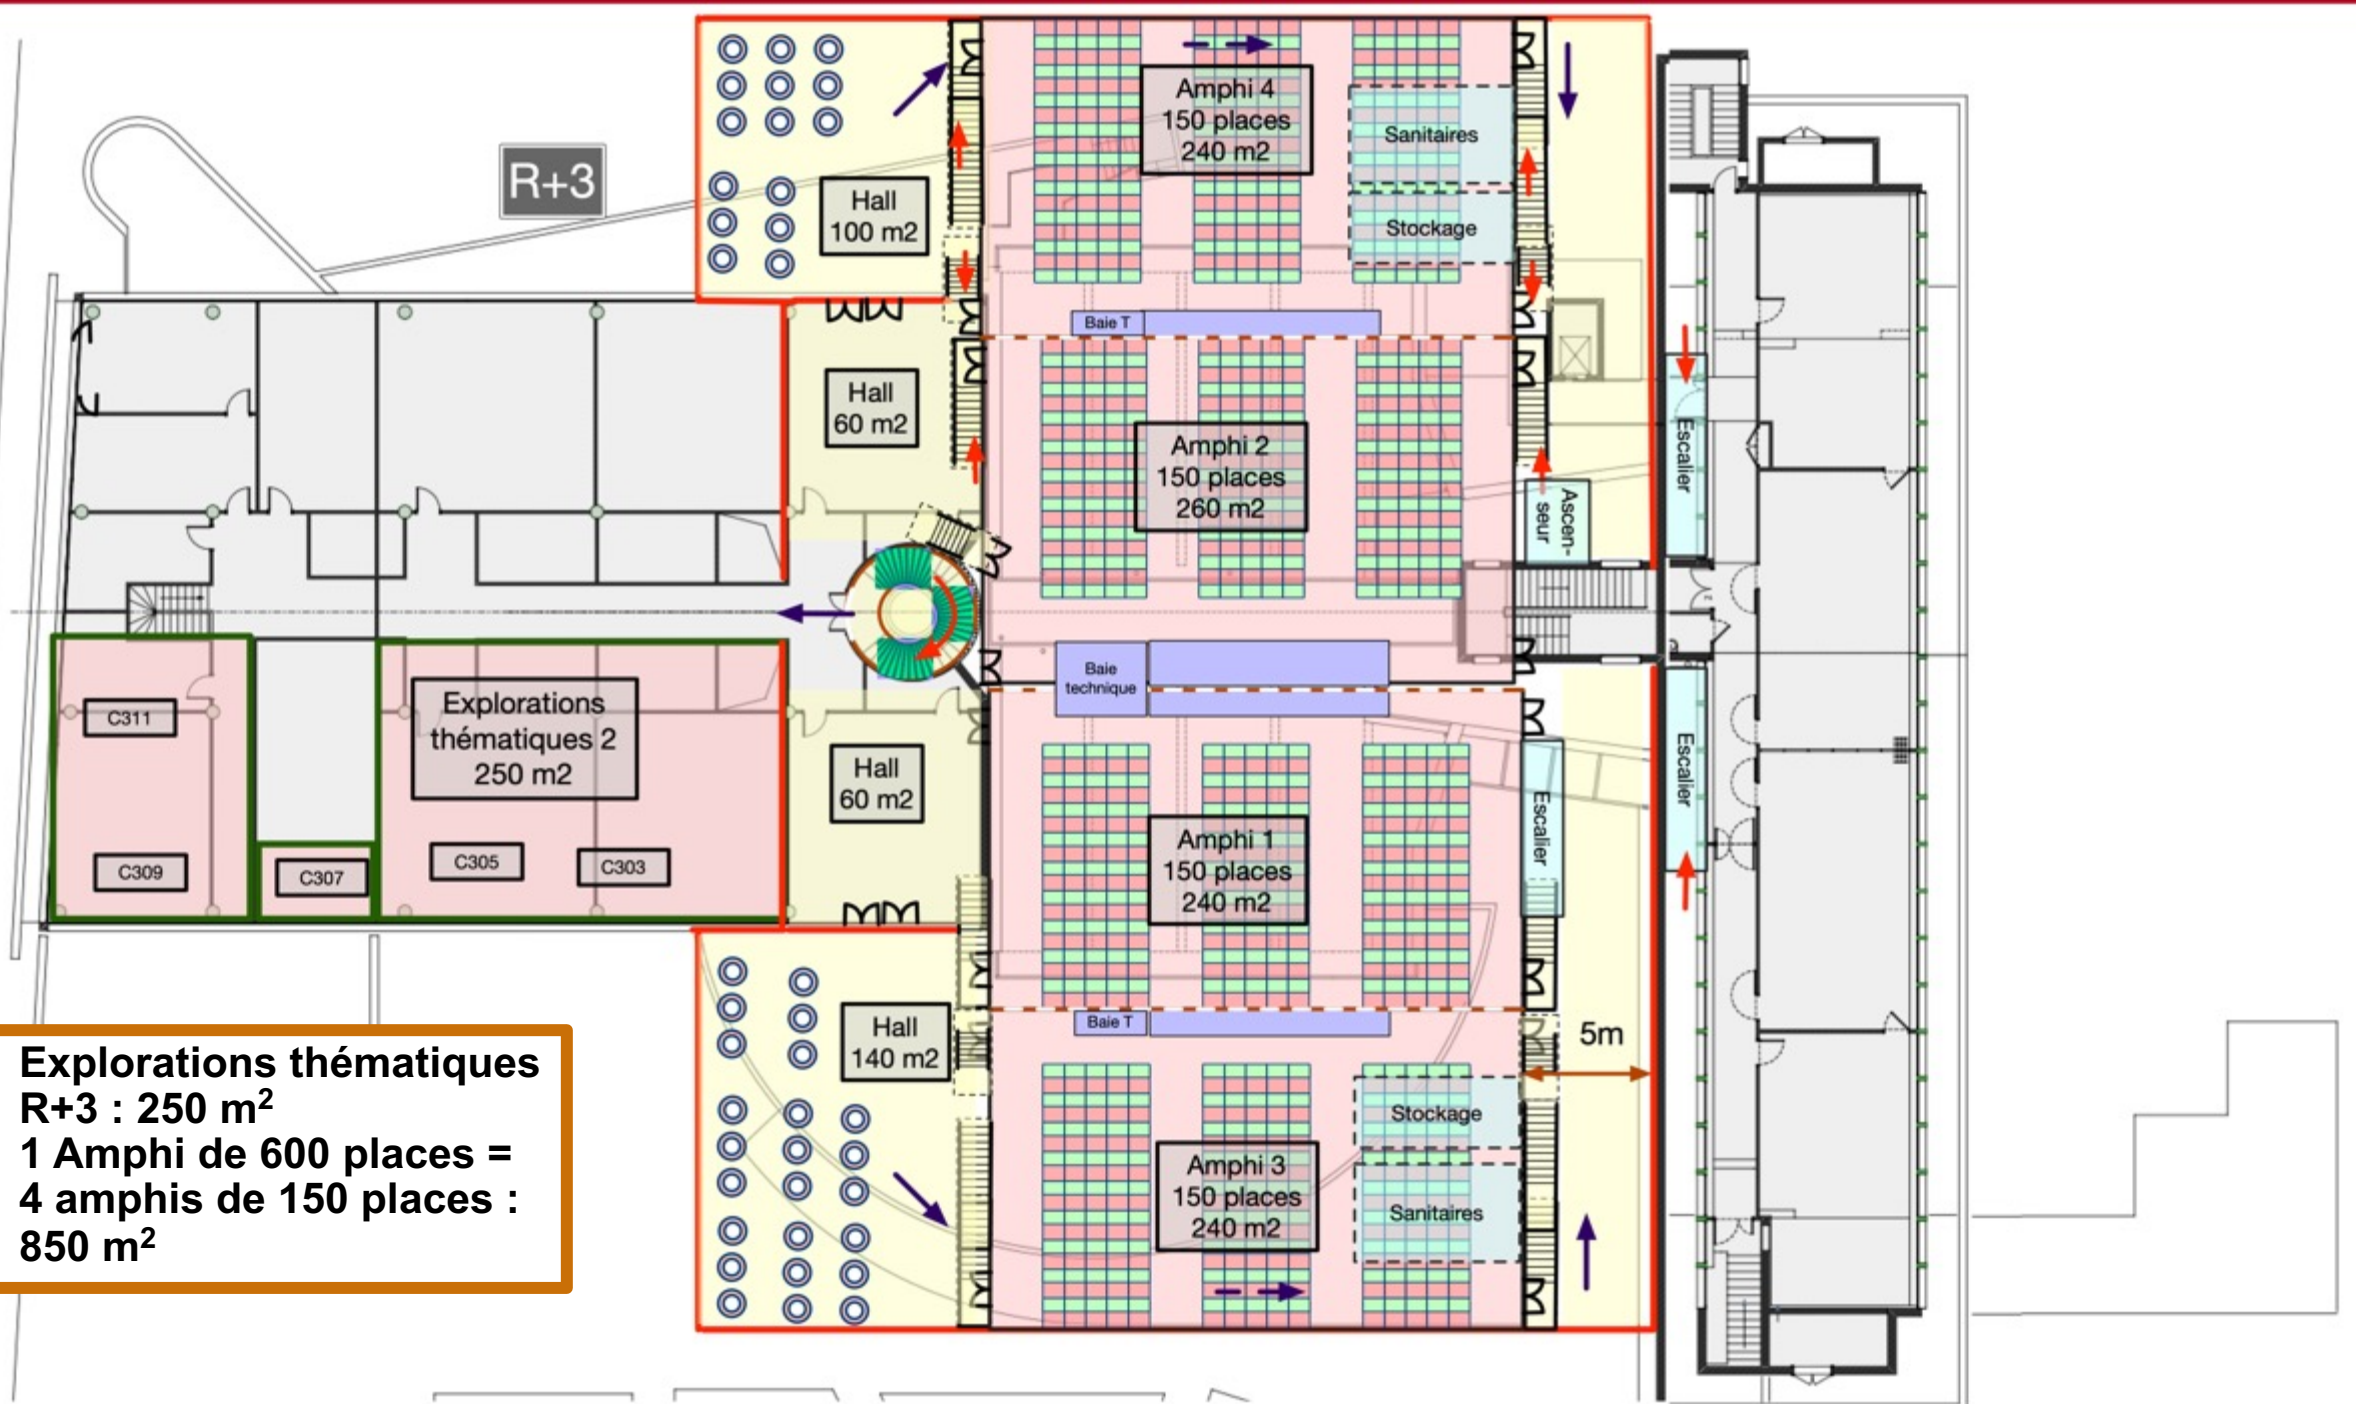 Amphi 4
150 places
240 m2
Sanitaires
Stockage
R+3
Hall
100 m2
Baie T
Hall
60 m2
Amphi 2
150 places
260 m2
Escalier
Ascen-
seur
Baie
technique
Explorations
thématiques 2
250 m2
C311
C309
C307
C305
C303
Hall
60 m2
Amphi 1
150 places
240 m2
Escalier
Escalier
Baie T
Hall
140 m2
5m
Stockage
Amphi 3
150 places
240 m2
Sanitaires
Explorations thématiques
R+3 : 250 m²
1 Amphi de 600 places =
4 amphis de 150 places :
850 m²